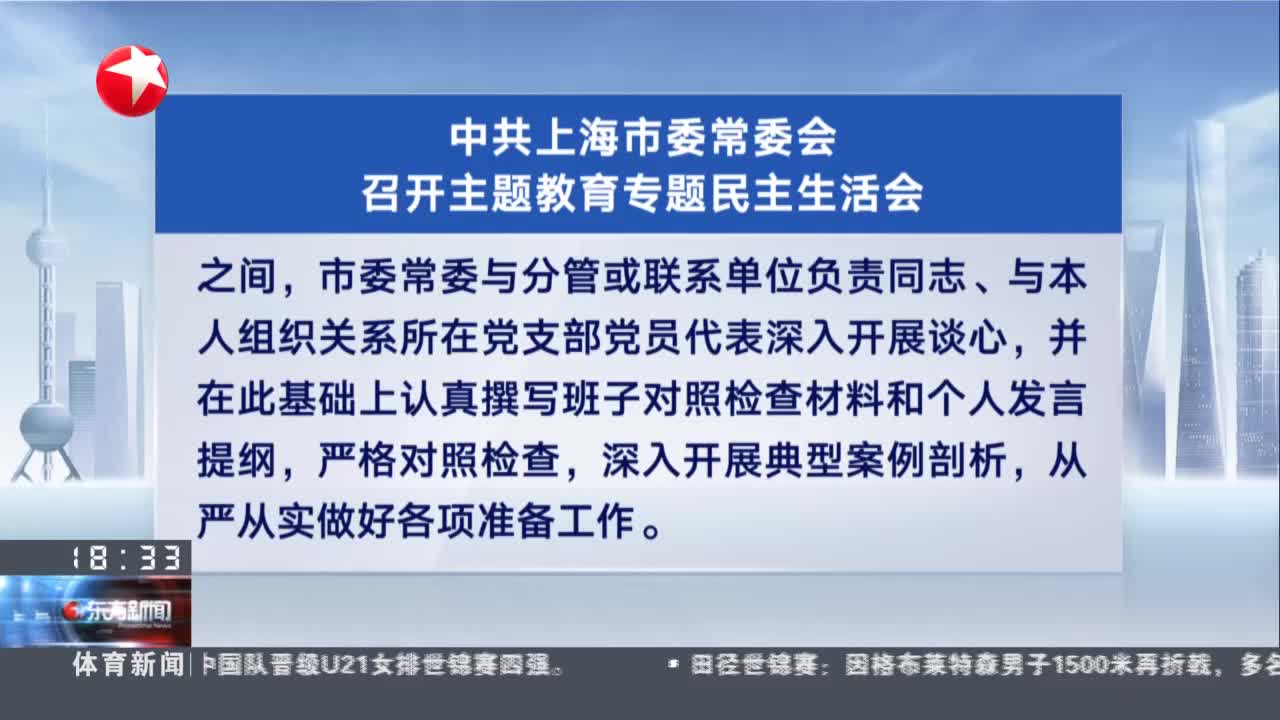 中共上海市委常委会
召开主题教育专题民主生活会
之间，市委常委与分管或联系单位负责同志、与本
人组织关系所在党支部党员代表深入开展谈心，并
在此基础上认真撰写班子对照检查材料和个人发言
提纲，严格对照检查，深入开展典型案例剖析，从
严从实做好各项准备工作。
18:33
东方新闻
体育新闻 中国队晋级U21女排世锦赛四强。 ▪ 田径世锦赛：因格布莱特森男子1500米再折戟，多名